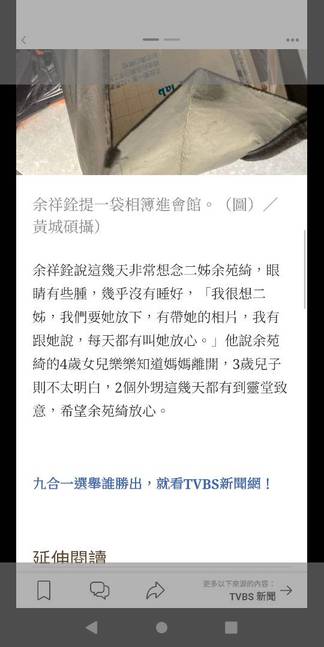 lab
余祥銓提一袋相簿進會館。（圖）／
黃城碩攝）
余祥銓說這幾天非常想念二姊余苑綺，眼
睛有些腫，幾乎沒有睡好，「我很想二
姊，我們要她放下，有帶她的相片，我有
跟她說，每天都有叫她放心。」他說余苑
綺的4歲女兒樂樂知道媽媽離開，3歲兒子
則不太明白，2個外甥這幾天都有到靈堂致
意，希望余苑綺放心。
九合一選舉誰勝出，就看TVBS新聞網！
延伸閱讀
更多以下來源的內容：
TVBS 新聞